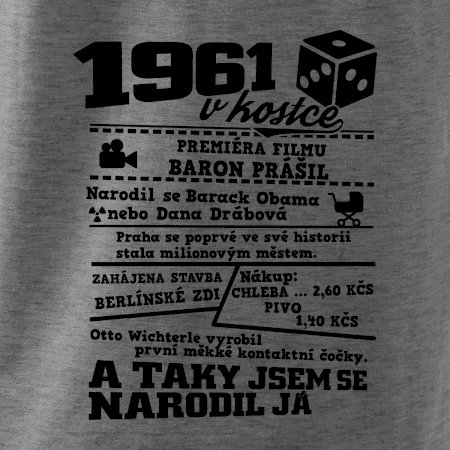 1961
v kostce
PREMIÉRA FILMU
BARON PRÁŠIL
Narodil se Barack Obama
nebo Dana Drábová
Praha se poprvé ve své historii
stala milionovým městem.
ZAHÁJENA STAVBA
BERLÍNSKÉ ZDI
Nákup:
CHLEBA ... 2,60 KČS
PIVO
1,40 KČS
Otto Wichterle vyrobil
první měkké kontaktní čočky.
A TAKY JSEM SE
NARODIL JÁ